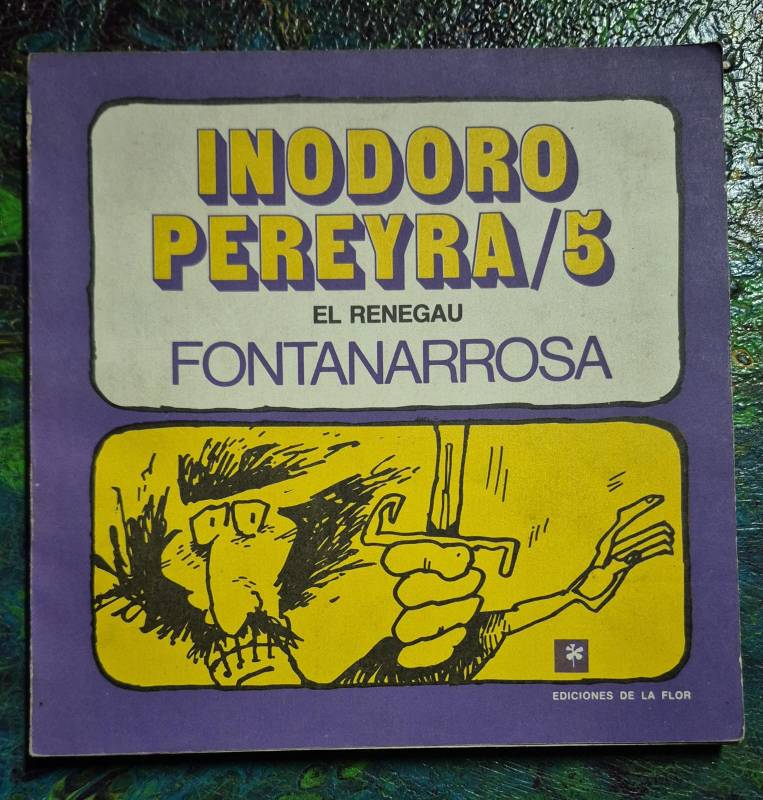 INODORO
PEREYRA/5
EL RENEGAU
FONTANARROSA
EDICIONES DE LA FLOR